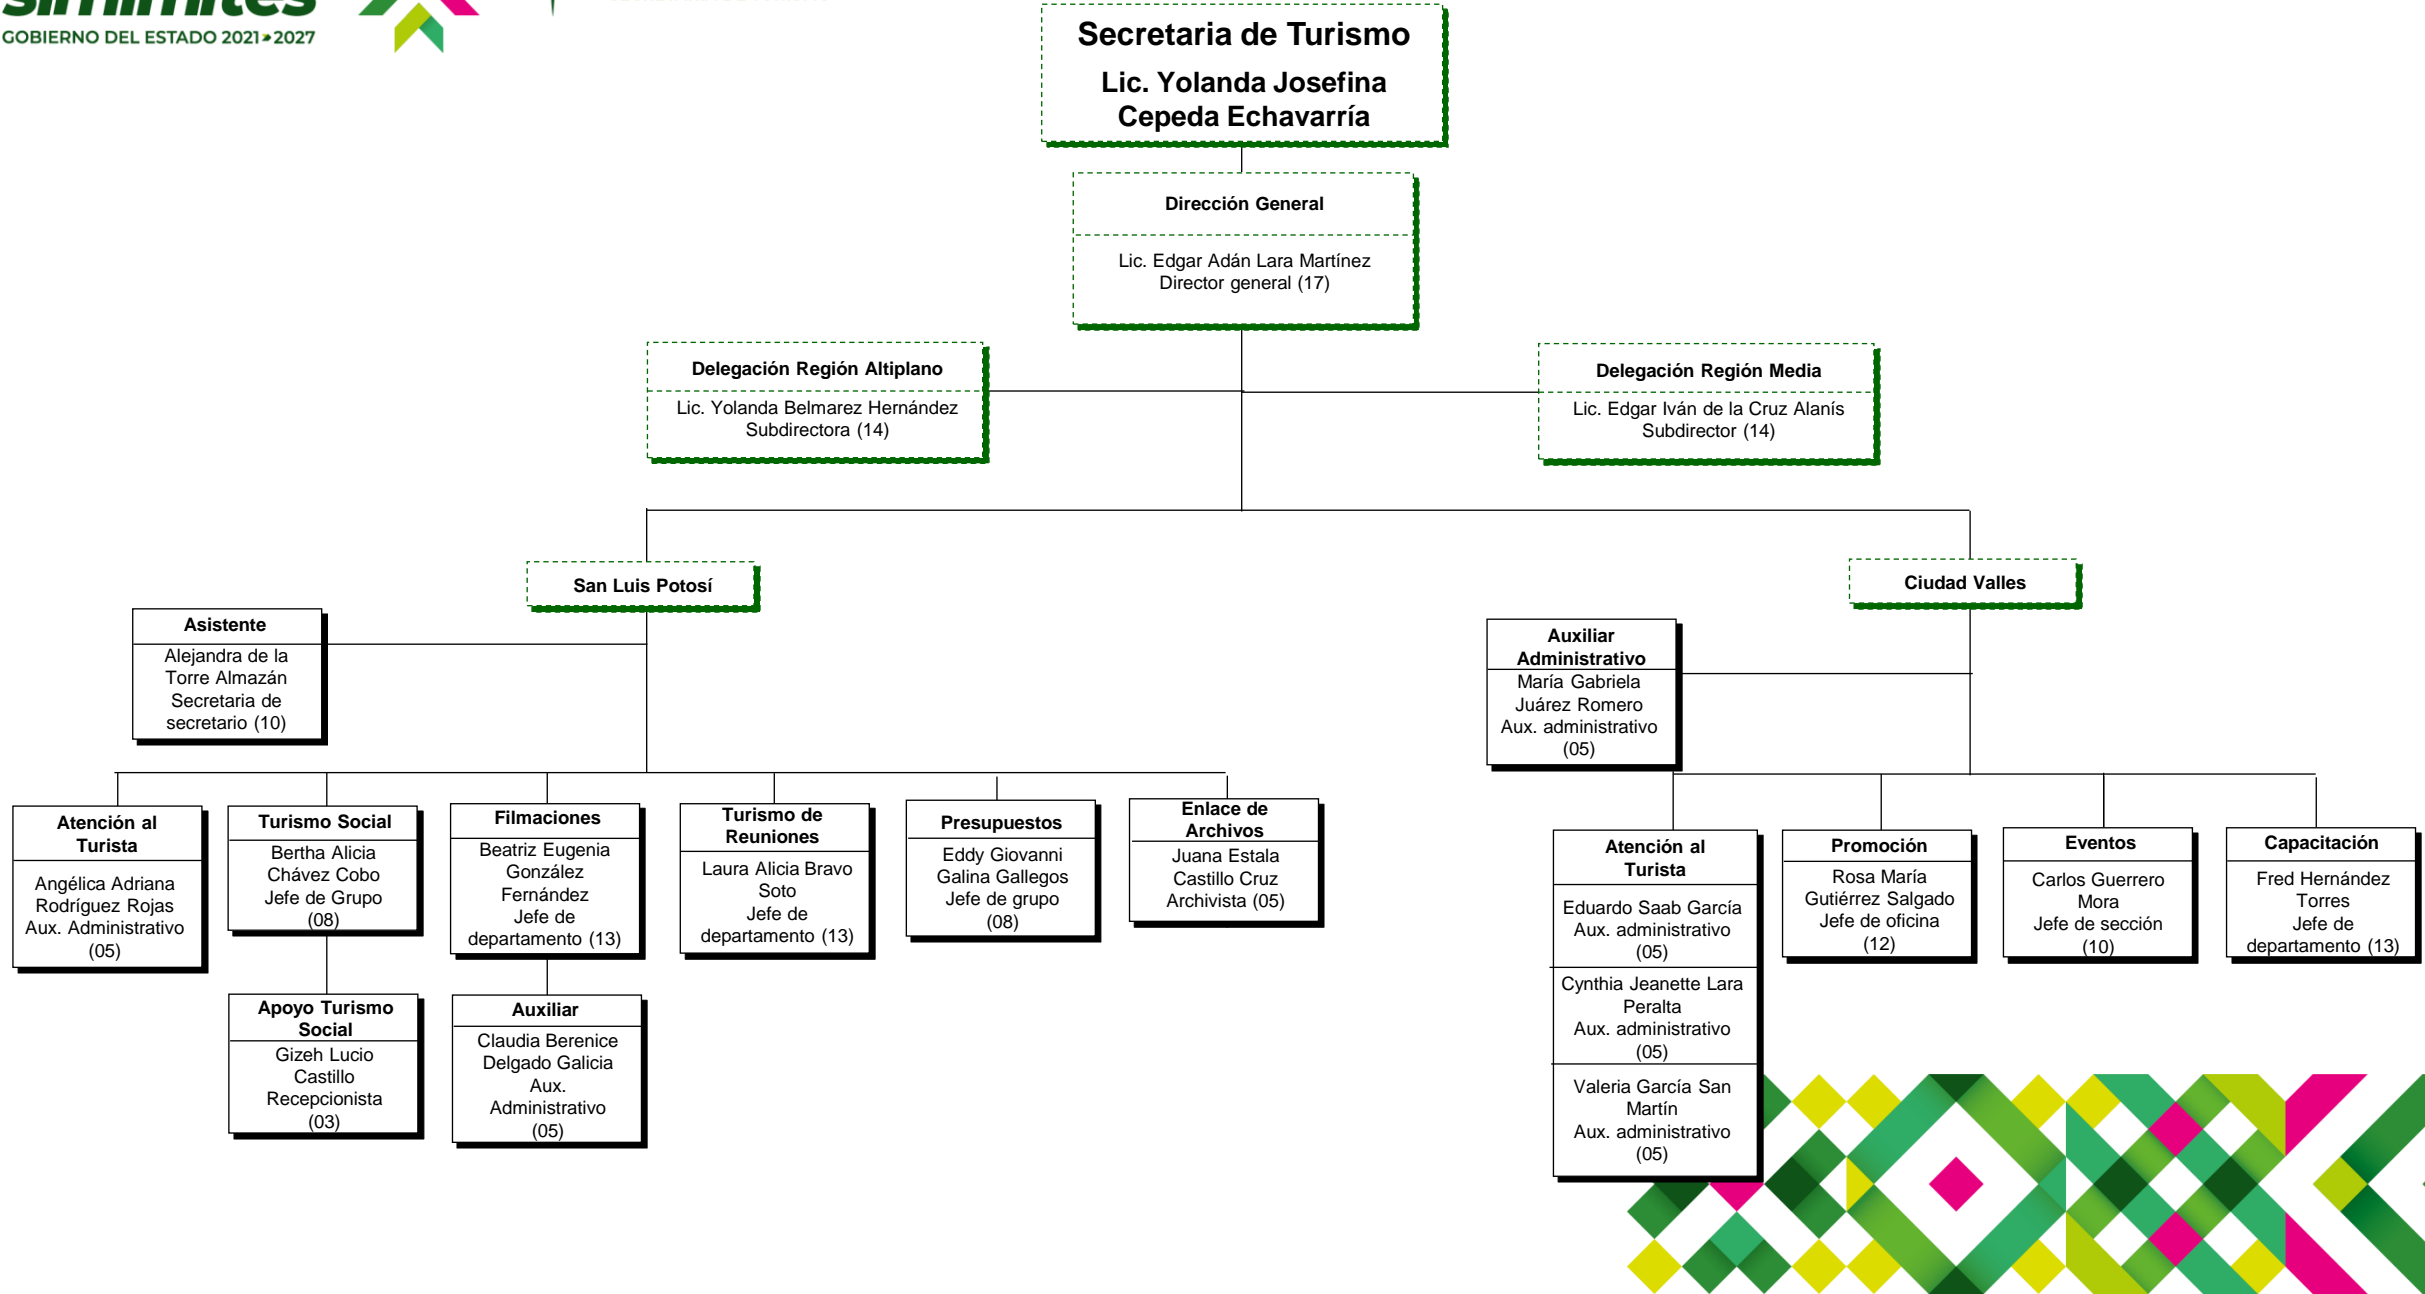 GOBIERNO DEL ESTADO 2021-2027
Secretaria de Turismo
Lic. Yolanda Josefina
Cepeda Echavarría
Dirección General
Lic. Edgar Adán Lara Martínez
Director general (17)
Delegación Región Altiplano
Lic. Yolanda Belmarez Hernández
Subdirectora (14)
Delegación Región Media
Lic. Edgar Iván de la Cruz Alanís
Subdirector (14)
San Luis Potosí
Ciudad Valles
Asistente
Alejandra de la
Torre Almazán
Secretaria de
secretario (10)
Auxiliar
Administrativo
María Gabriela
Juárez Romero
Aux. administrativo
(05)
Atención al
Turista
Angélica Adriana
Rodríguez Rojas
Aux. Administrativo
(05)
Turismo Social
Bertha Alicia
Chávez Cobo
Jefe de Grupo
(08)
Filmaciones
Beatriz Eugenia
González
Fernández
Jefe de
departamento (13)
Turismo de
Reuniones
Laura Alicia Bravo
Soto
Jefe de
departamento (13)
Presupuestos
Eddy Giovanni
Galina Gallegos
Jefe de grupo
(08)
Enlace de
Archivos
Juana Estala
Castillo Cruz
Archivista (05)
Apoyo Turismo
Social
Gizeh Lucio
Castillo
Recepcionista
(03)
Auxiliar
Claudia Berenice
Delgado Galicia
Aux.
Administrativo
(05)
Atención al
Turista
Eduardo Saab García
Aux. administrativo
(05)
Cynthia Jeanette Lara
Peralta
Aux. administrativo
(05)
Valeria García San
Martín
Aux. administrativo
(05)
Promoción
Rosa María
Gutiérrez Salgado
Jefe de oficina
(12)
Eventos
Carlos Guerrero
Mora
Jefe de sección
(10)
Capacitación
Fred Hernández
Torres
Jefe de
departamento (13)